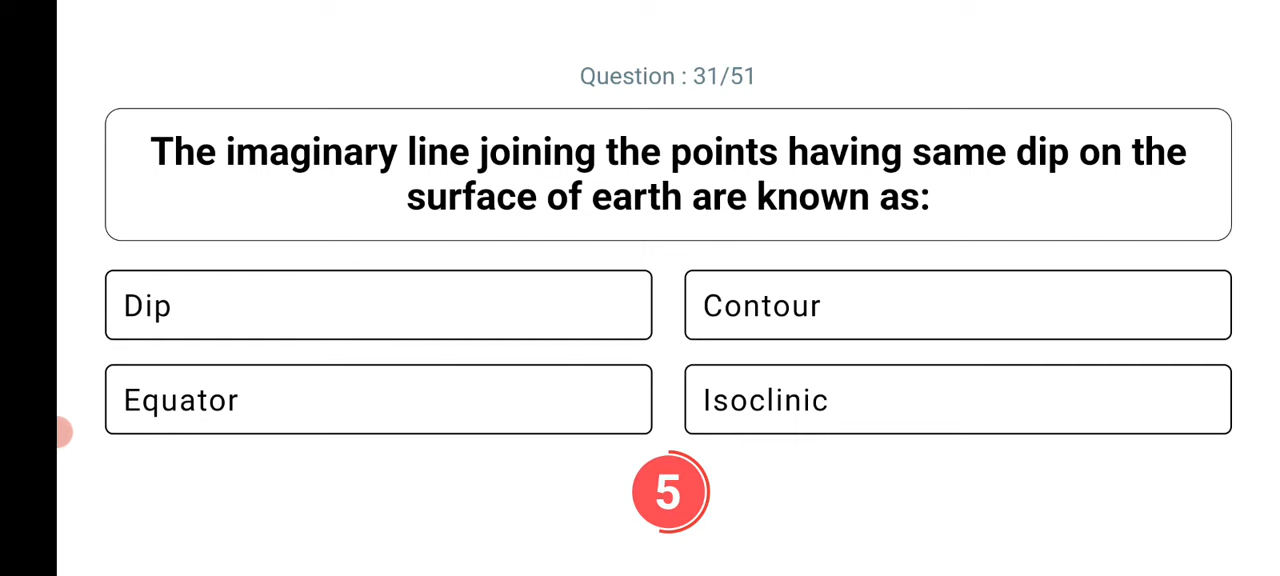 Question : 31/51
The imaginary line joining the points having same dip on the
surface of earth are known as:
Dip
Contour
Equator
Isoclinic
5